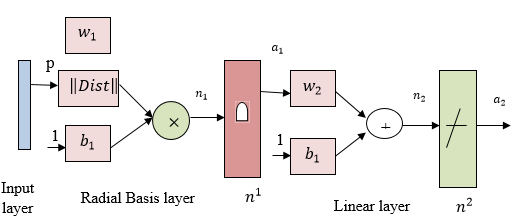 w₁
p
‖Dist‖
1
b₁
×
n₁
a₁
w₂
1
b₁
+
n₂
a₂
Input
layer
Radial Basis layer
n¹
Linear layer
n²